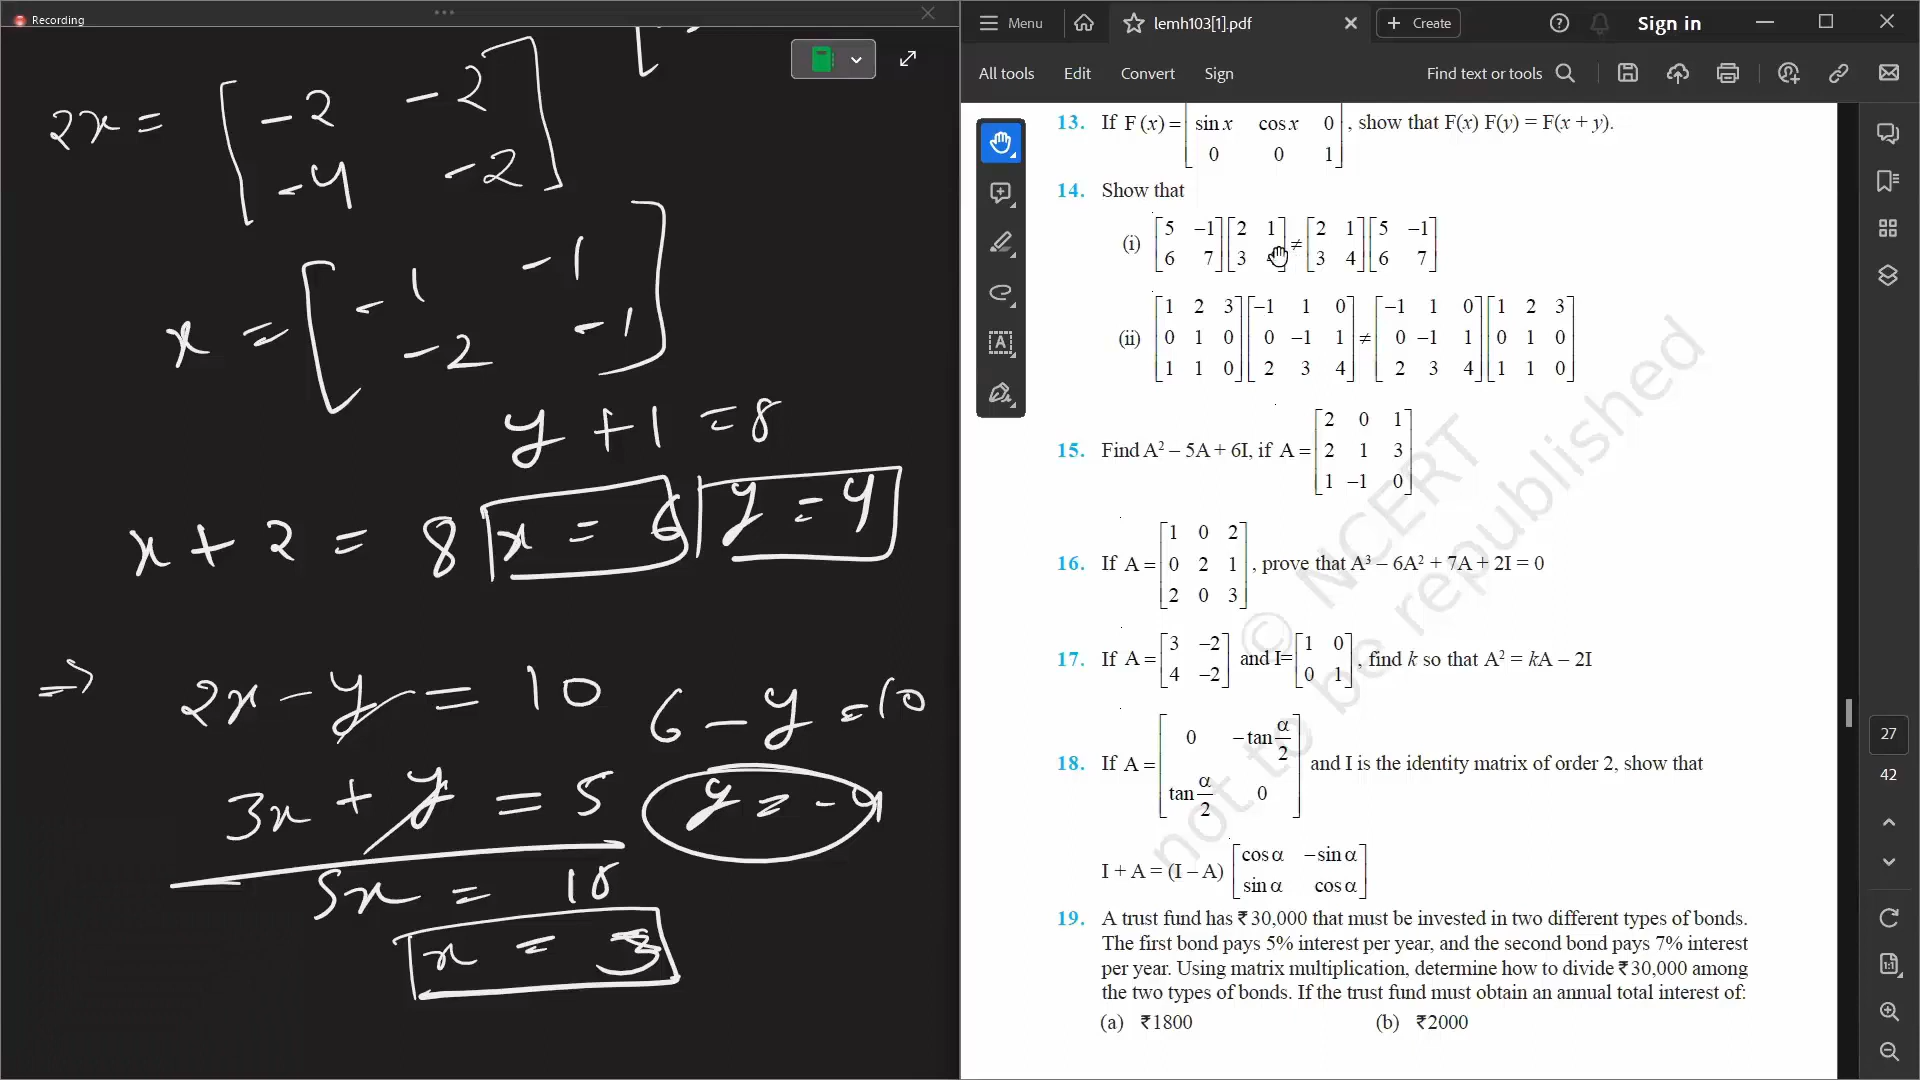 Recording
2x = [ -2 -2
-4 -2 ]
x = [ -1 -1
-2 -1 ]
y + 1 = 8
x + 2 = 8 x = 6 y = 4
⇒ 2x - y = 10 6 - y = 10
3x + y = 5 y = -4
5x = 15
x = 3
Menu lemh103[1].pdf + Create Sign in
All tools Edit Convert Sign Find text or tools
13. If F (x) = [ sin x cos x 0 , show that F(x) F(y) = F(x + y).
0 0 1 ]
14. Show that
(i) [ 5 -1 ] [ 2 1 ] ≠ [ 2 1 ] [ 5 -1 ]
[ 6 7 ] [ 3 ] [ 3 4 ] [ 6 7 ]
(ii) [ 1 2 3 ] [ -1 1 0 ] [ -1 1 0 ] [ 1 2 3 ]
[ 0 1 0 ] [ 0 -1 1 ] ≠ [ 0 -1 1 ] [ 0 1 0 ]
[ 1 1 0 ] [ 2 3 4 ] [ 2 3 4 ] [ 1 1 0 ]
[ 2 0 1 ]
15. Find A² – 5A + 6I, if A = [ 2 1 3 ]
[ 1 -1 0 ]
[ 1 0 2 ]
16. If A = [ 0 2 1 ] , prove that A³ – 6A² + 7A + 2I = 0
[ 2 0 3 ]
17. If A = [ 3 -2 ] and I= [ 1 0 ] , find k so that A² = kA – 2I
[ 4 -2 ] [ 0 1 ]
[ 0 -tan α/2 ]
18. If A = and I is the identity matrix of order 2, show that
[ tan α/2 0 ]
I + A = (I – A) [ cos α -sin α ]
[ sin α cos α ]
19. A trust fund has ₹ 30,000 that must be invested in two different types of bonds.
The first bond pays 5% interest per year, and the second bond pays 7% interest
per year. Using matrix multiplication, determine how to divide ₹ 30,000 among
the two types of bonds. If the trust fund must obtain an annual total interest of:
(a) ₹1800 (b) ₹2000
© NCERT
not to be republished
27
42